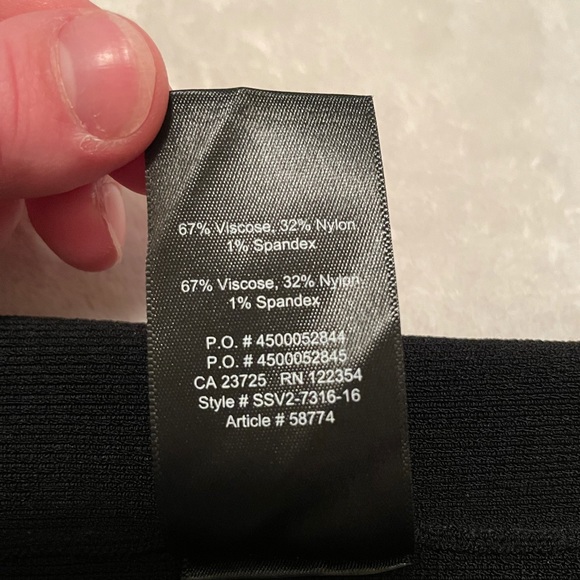 67% Viscose, 32% Nylon
1% Spandex
67% Viscose, 32% Nylon
1% Spandex
P.O. # 4500052844
P.O. # 4500052845
CA 23725 RN 122354
Style # SSV2-7316-16
Article # 58774